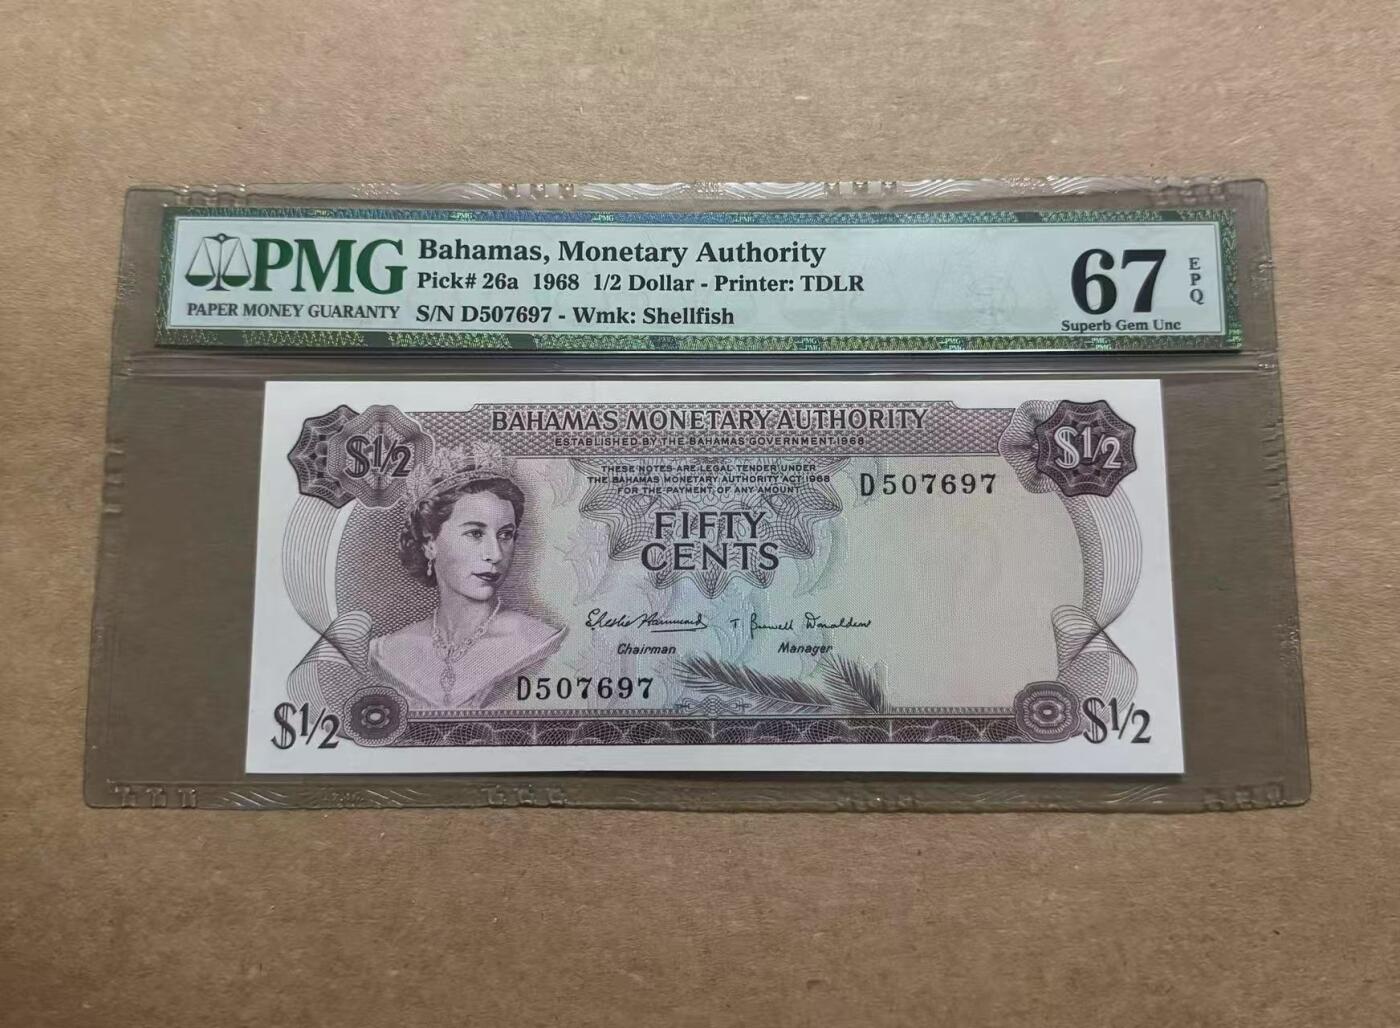 PMG
PAPER MONEY GUARANTY
Bahamas, Monetary Authority
Pick# 26a 1968 1/2 Dollar - Printer: TDLR
S/N D507697 - Wmk: Shellfish
67
EPQ
Superb Gem Unc
BAHAMAS MONETARY AUTHORITY
ESTABLISHED BY THE BAHAMAS GOVERNMENT 1968
$1/2
$1/2
THESE NOTES ARE LEGAL TENDER UNDER
THE BAHAMAS MONETARY AUTHORITY ACT 1968
FOR THE PAYMENT OF ANY AMOUNT
D507697
FIFTY
CENTS
Chairman
Manager
D507697
$1/2
$1/2